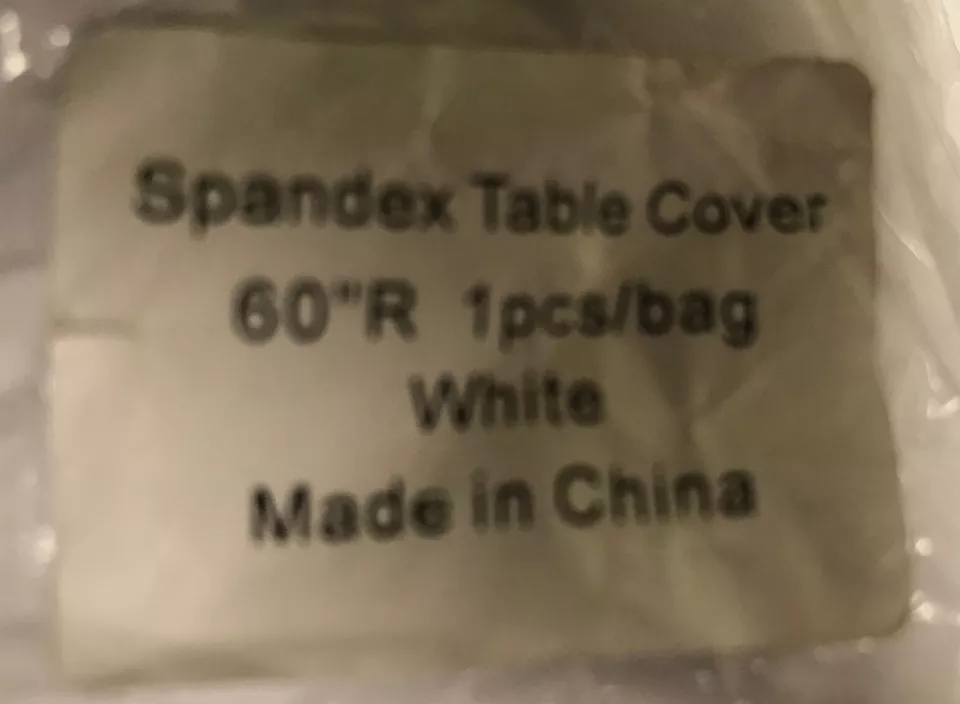 Spandex Table Cover
60"R 1pcs/bag
White
Made in China